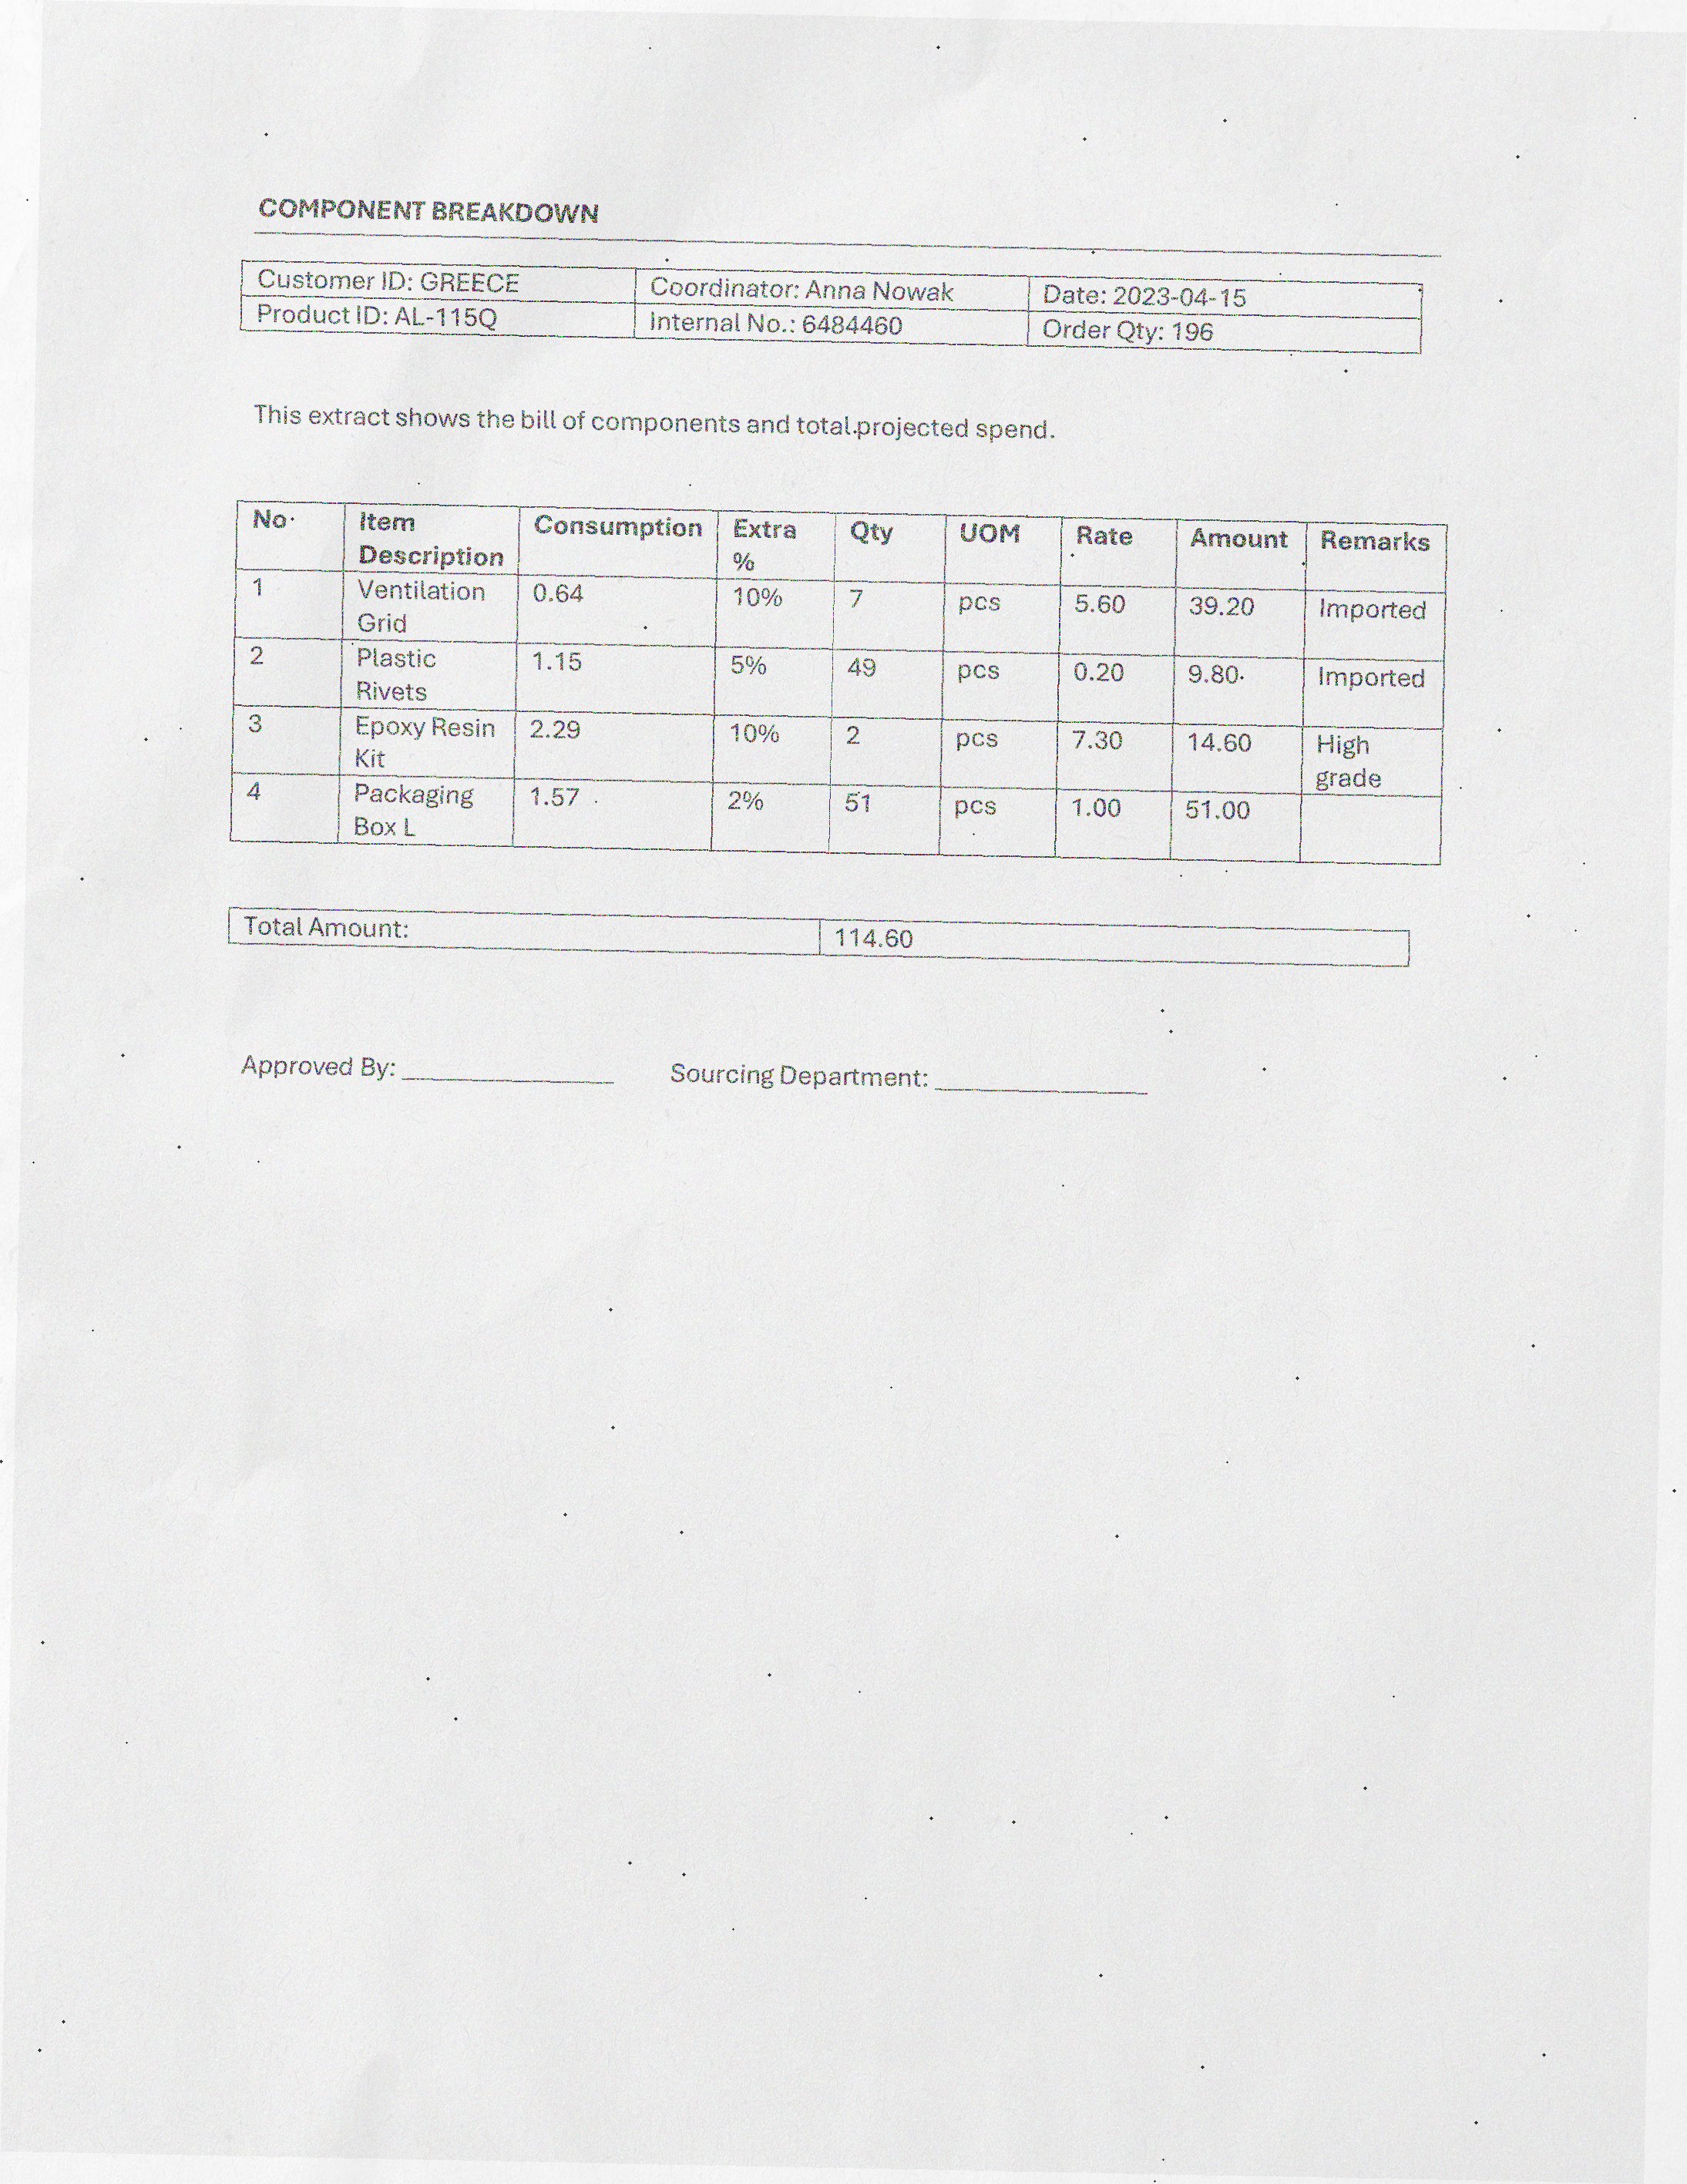 COMPONENT BREAKDOWN
Customer ID: GREECE Coordinator: Anna Nowak Date: 2023-04-15
Product ID: AL-115Q Internal No.: 6484460 Order Qty: 196
This extract shows the bill of components and total projected spend.
No Item Description Consumption Extra % Qty UOM Rate Amount Remarks
1 Ventilation Grid 0.64 10% 7 pcs 5.60 39.20 Imported
2 Plastic Rivets 1.15 5% 49 pcs 0.20 9.80 Imported
3 Epoxy Resin Kit 2.29 10% 2 pcs 7.30 14.60 High grade
4 Packaging Box L 1.57 2% 51 pcs 1.00 51.00
Total Amount: 114.60
Approved By: _______________ Sourcing Department: _______________